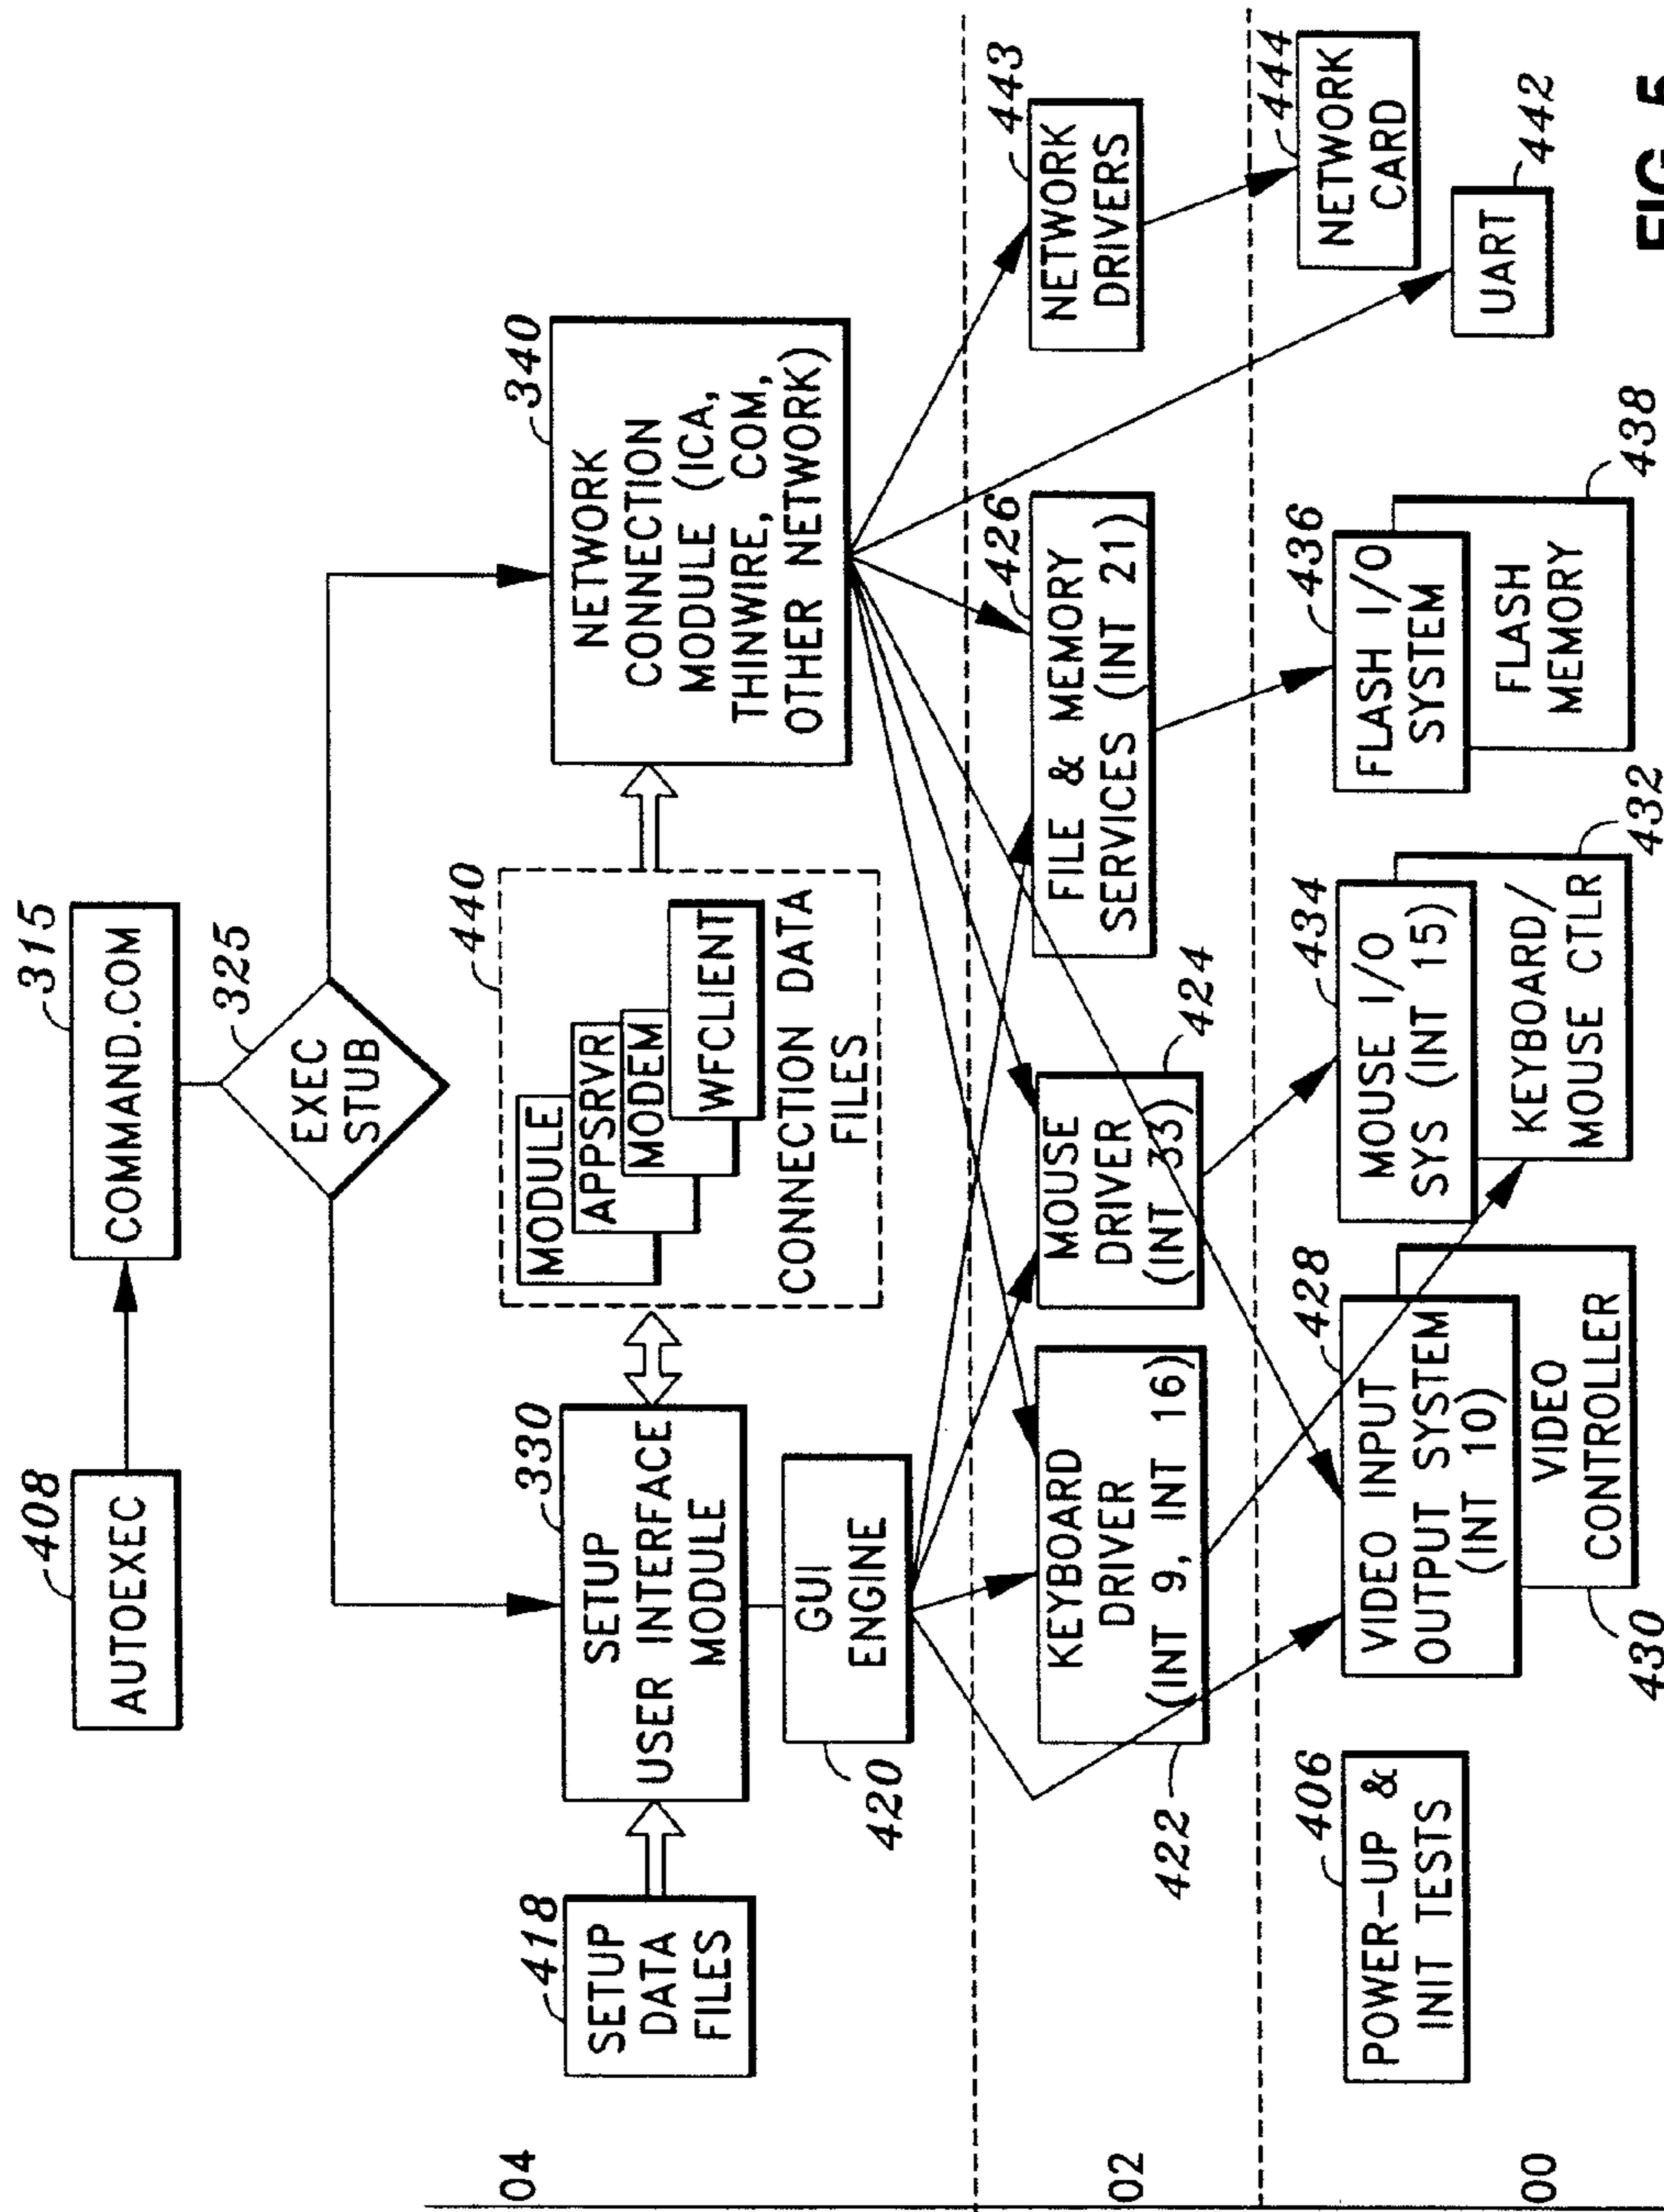 408
AUTOEXEC
315
COMMAND.COM
325
EXEC
STUB
04
418
SETUP
DATA
FILES
330
SETUP
USER INTERFACE
MODULE
GUI
ENGINE
420
440
MODULE
APPSRVR
MODEM
WFCLIENT
CONNECTION DATA
FILES
340
NETWORK
CONNECTION
MODULE (ICA,
THINWIRE, COM,
OTHER NETWORK)
02
KEYBOARD
DRIVER
(INT 9, INT 16)
422
MOUSE
DRIVER
(INT 33)
424
426
FILE & MEMORY
SERVICES (INT 21)
443
NETWORK
DRIVERS
00
406
POWER-UP &
INIT TESTS
428
VIDEO INPUT
OUTPUT SYSTEM
(INT 10)
VIDEO
CONTROLLER
430
434
MOUSE I/O
SYS (INT 15)
KEYBOARD/
MOUSE CTLR
432
436
FLASH I/O
SYSTEM
FLASH
MEMORY
438
444
NETWORK
CARD
UART
442
FIG. 5